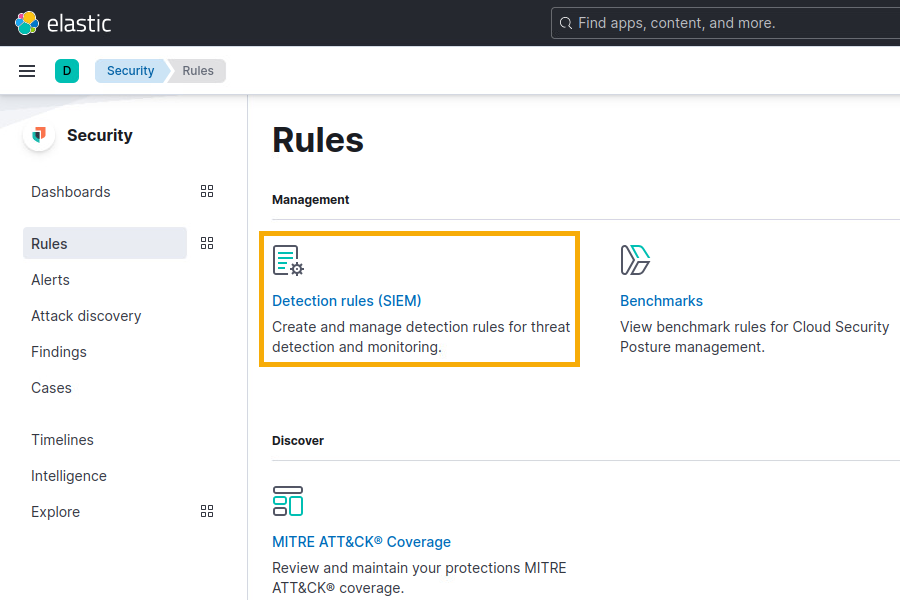 elastic
Find apps, content, and more.
D
Security
Rules
Security
Dashboards
Rules
Alerts
Attack discovery
Findings
Cases
Timelines
Intelligence
Explore
Rules
Management
Detection rules (SIEM)
Create and manage detection rules for threat
detection and monitoring.
Benchmarks
View benchmark rules for Cloud Security
Posture management.
Discover
MITRE ATT&CK® Coverage
Review and maintain your protections MITRE
ATT&CK® coverage.